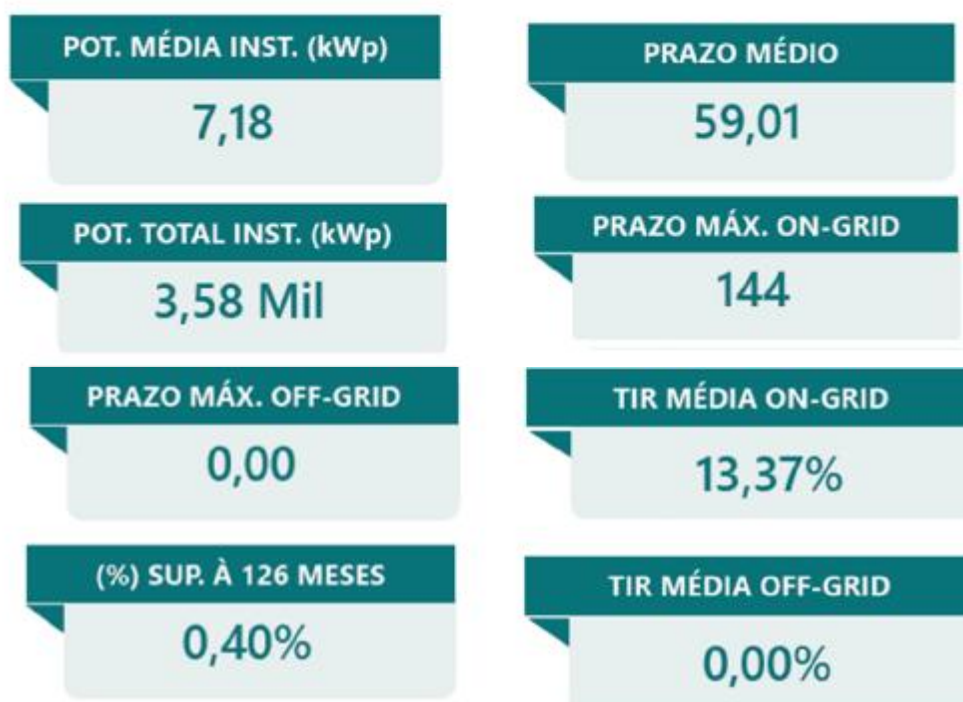 POT. MÉDIA INST. (kWp)
7,18
PRAZO MÉDIO
59,01
POT. TOTAL INST. (kWp)
3,58 Mil
PRAZO MÁX. ON-GRID
144
PRAZO MÁX. OFF-GRID
0,00
TIR MÉDIA ON-GRID
13,37%
(%) SUP. À 126 MESES
0,40%
TIR MÉDIA OFF-GRID
0,00%